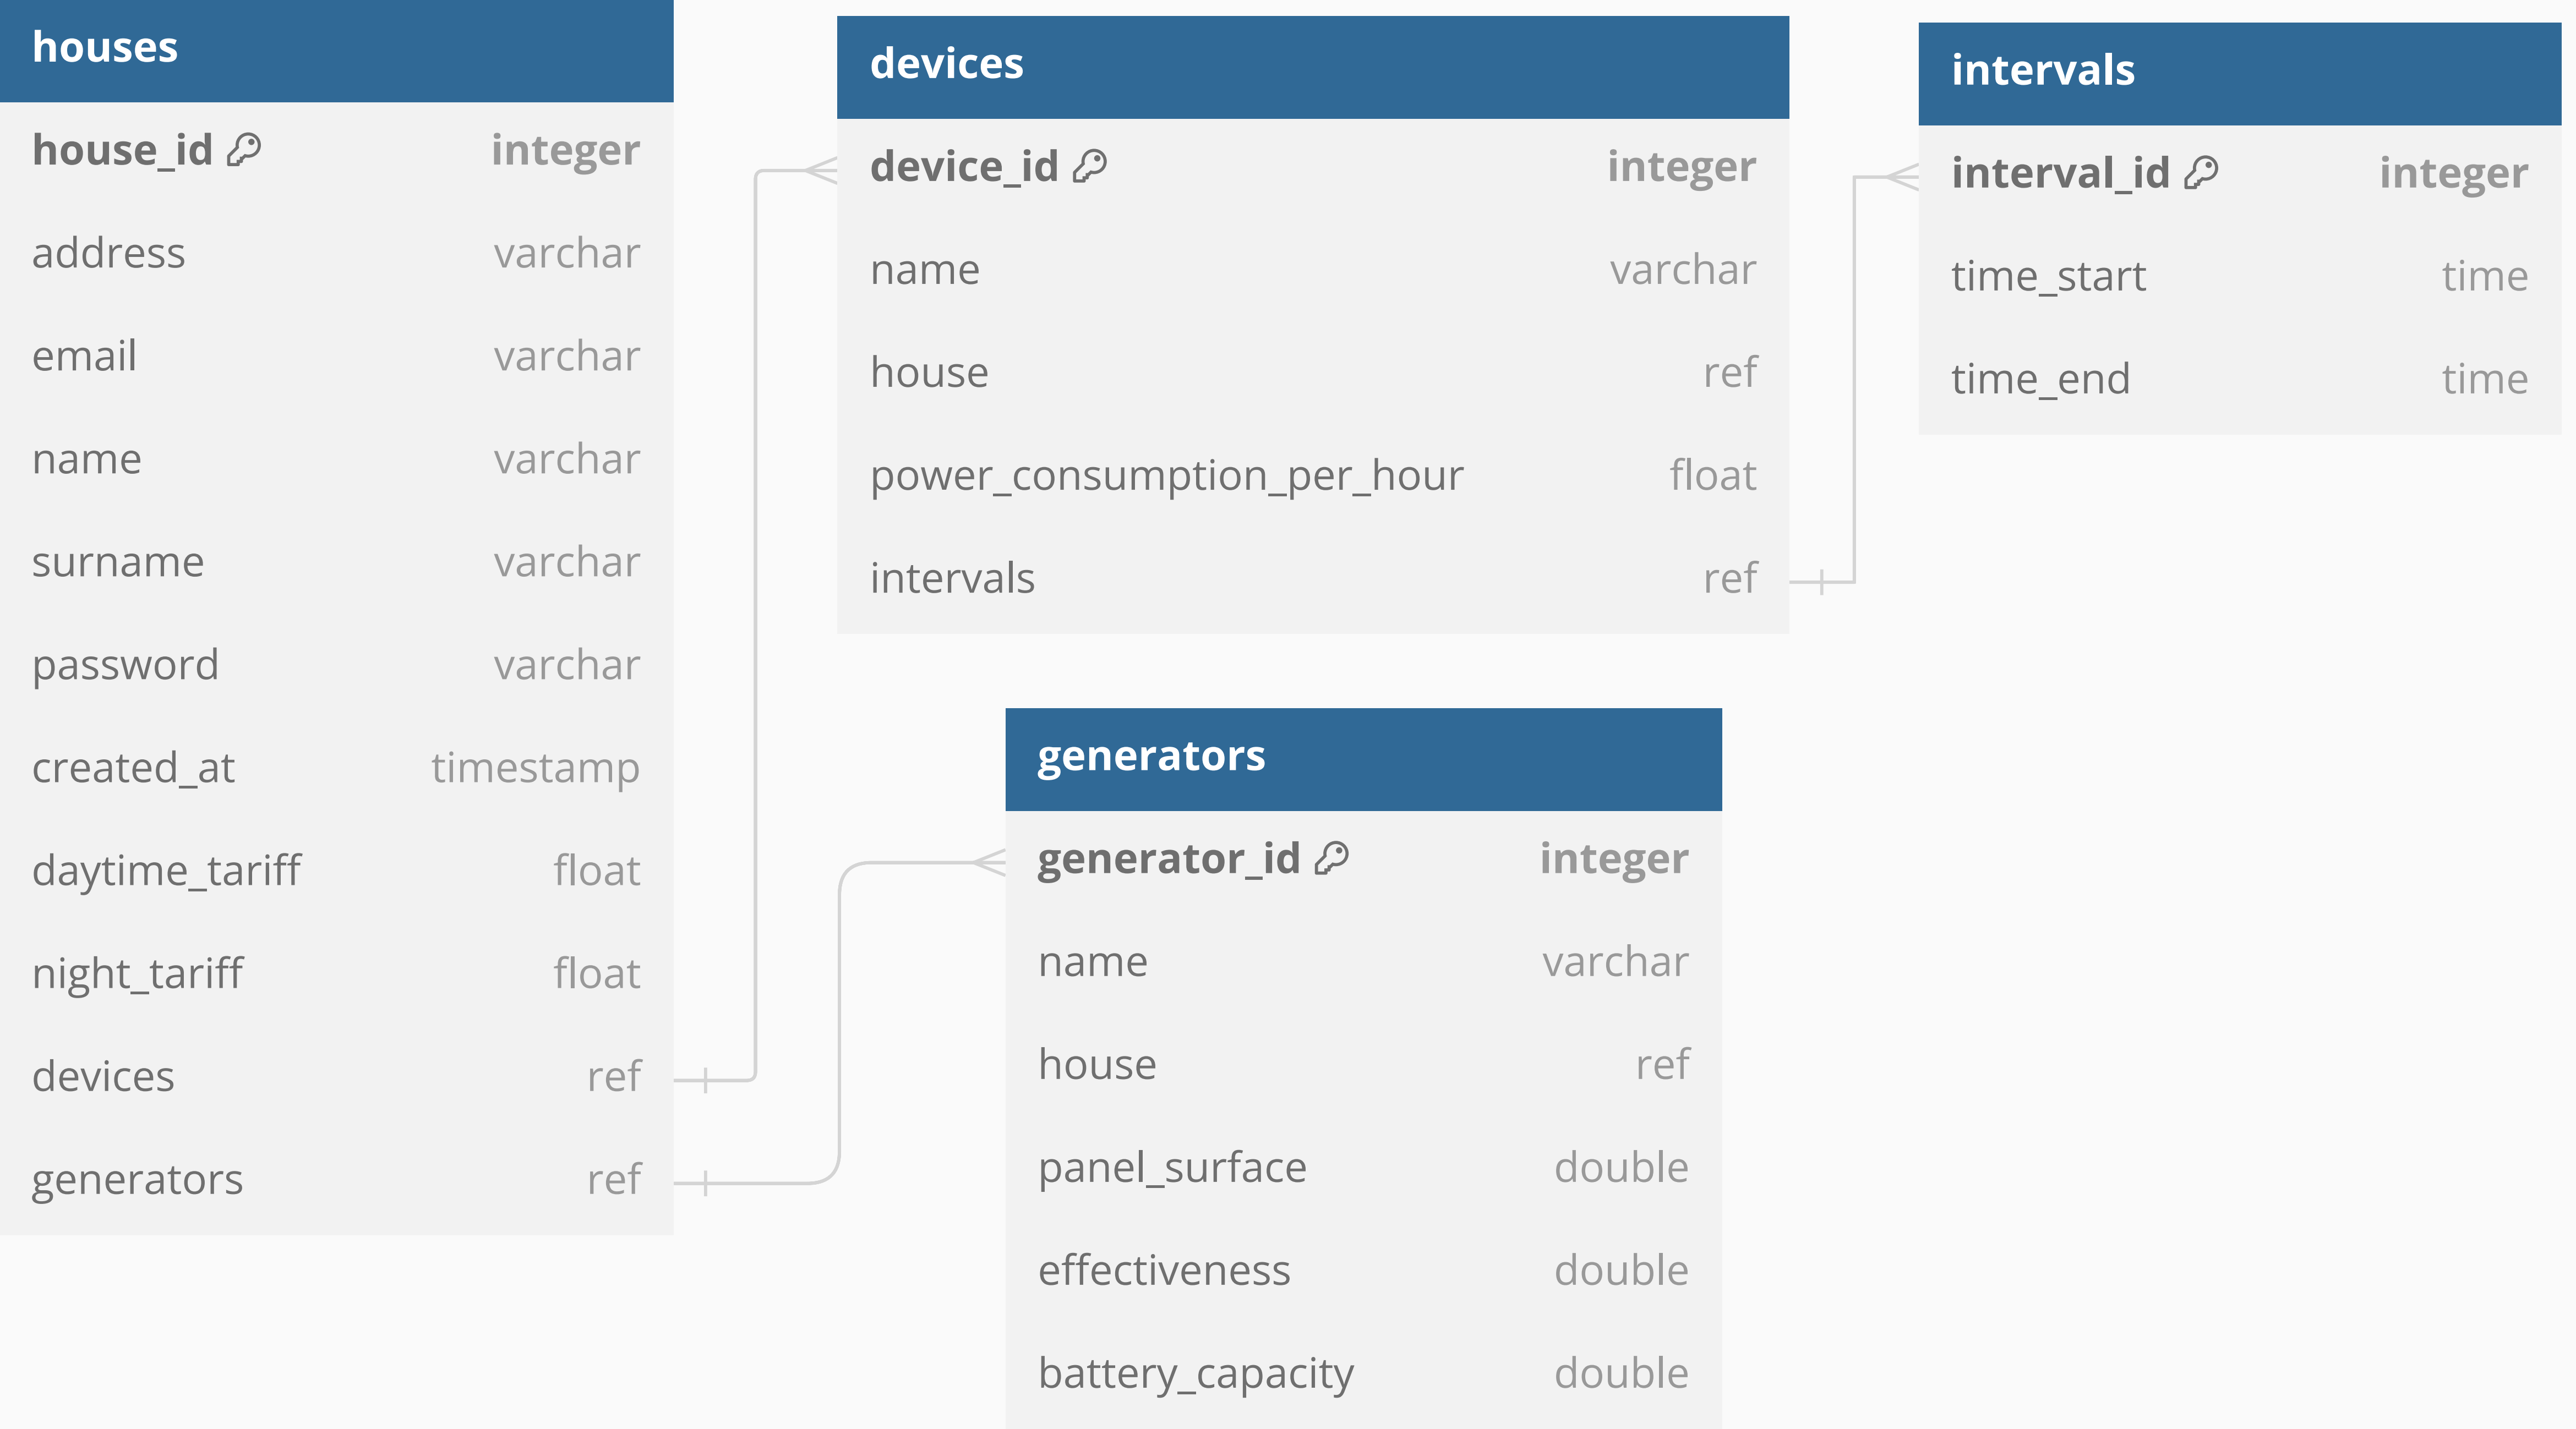 houses
house_id integer
address varchar
email varchar
name varchar
surname varchar
password varchar
created_at timestamp
daytime_tariff float
night_tariff float
devices ref
generators ref
devices
device_id integer
name varchar
house ref
power_consumption_per_hour float
intervals ref
intervals
interval_id integer
time_start time
time_end time
generators
generator_id integer
name varchar
house ref
panel_surface double
effectiveness double
battery_capacity double